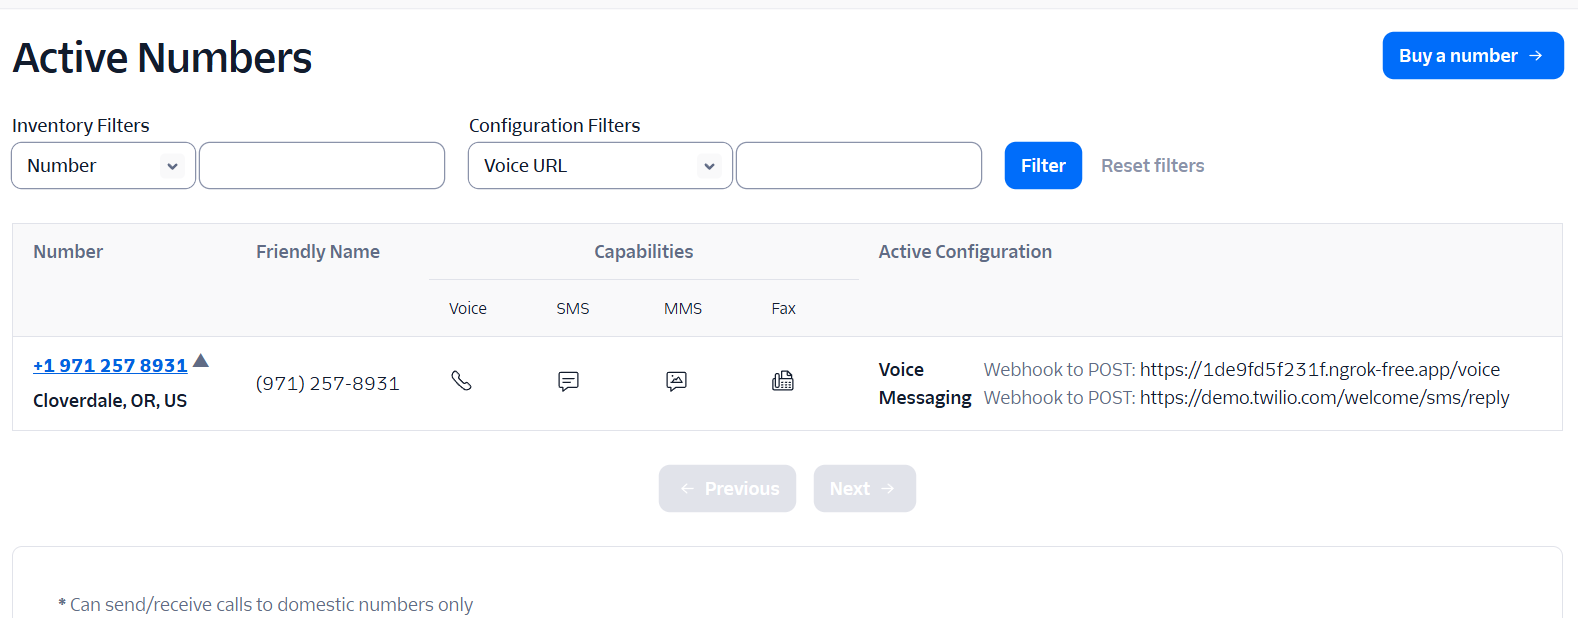 Active Numbers
Buy a number →
Inventory Filters
Configuration Filters
Number
Voice URL
Filter
Reset filters
Number
Friendly Name
Capabilities
Active Configuration
Voice
SMS
MMS
Fax
+1 971 257 8931
Cloverdale, OR, US
(971) 257-8931
Voice Webhook to POST: https://1de9fd5f231f.ngrok-free.app/voice
Messaging Webhook to POST: https://demo.twilio.com/welcome/sms/reply
← Previous
Next →
* Can send/receive calls to domestic numbers only